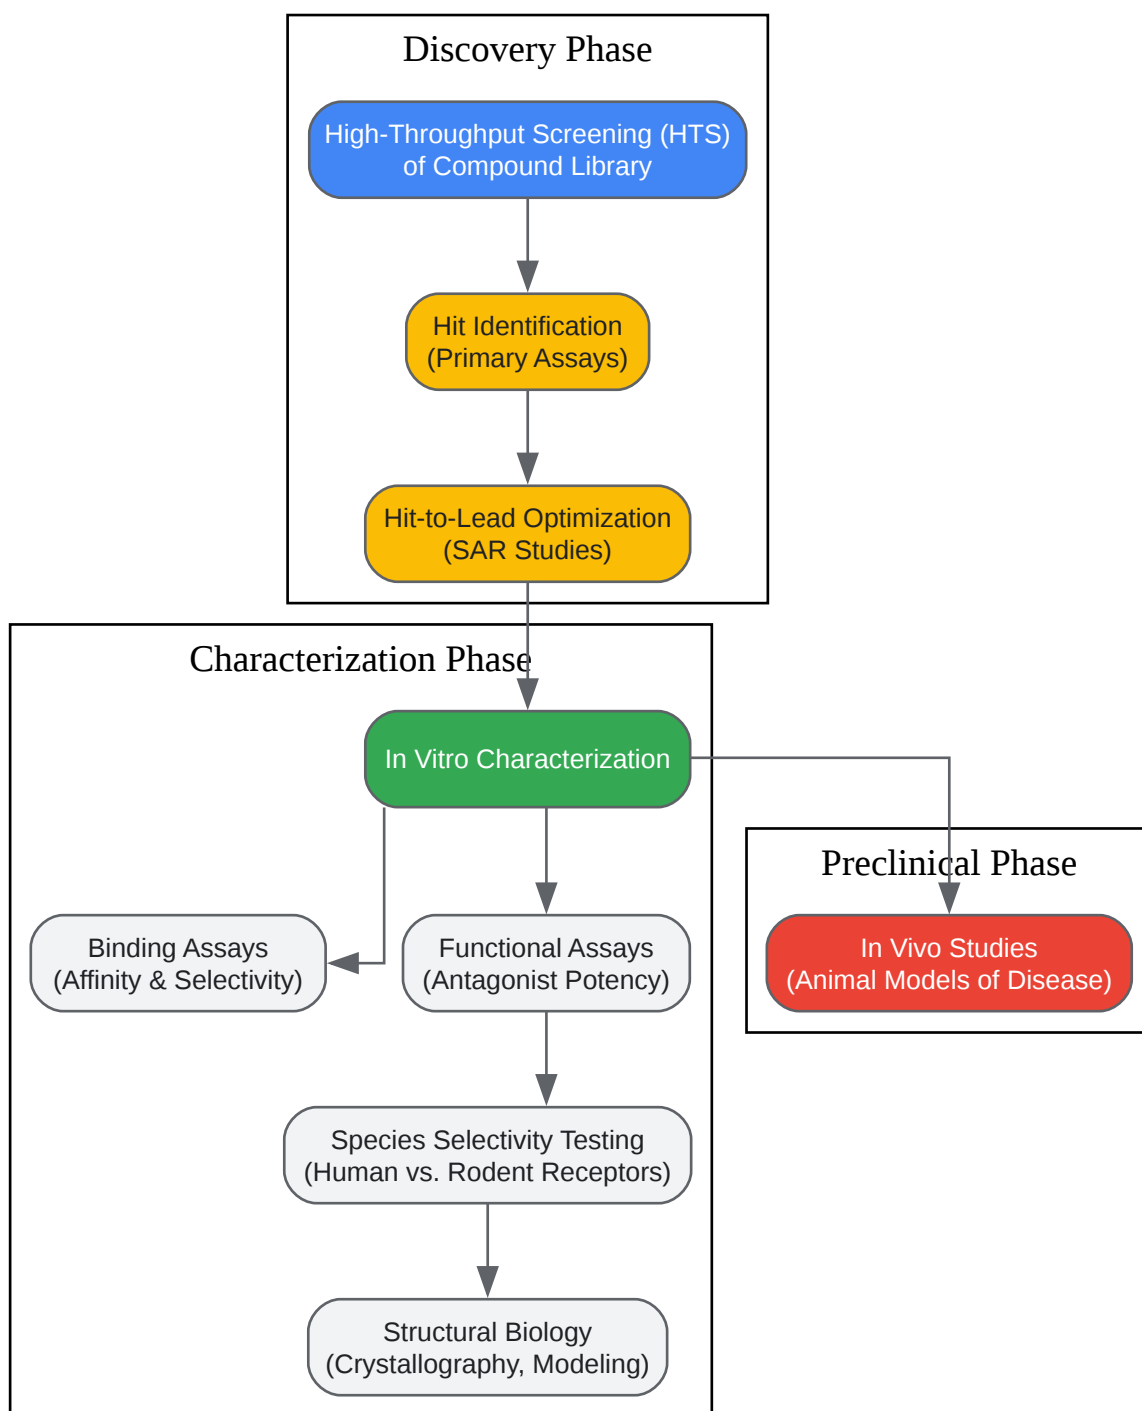 Discovery Phase
High-Throughput Screening (HTS)
of Compound Library
Hit Identification
(Primary Assays)
Hit-to-Lead Optimization
(SAR Studies)
Characterization Phase
In Vitro Characterization
Preclinical Phase
Binding Assays
(Affinity & Selectivity)
Functional Assays
(Antagonist Potency)
In Vivo Studies
(Animal Models of Disease)
Species Selectivity Testing
(Human vs. Rodent Receptors)
Structural Biology
(Crystallography, Modeling)